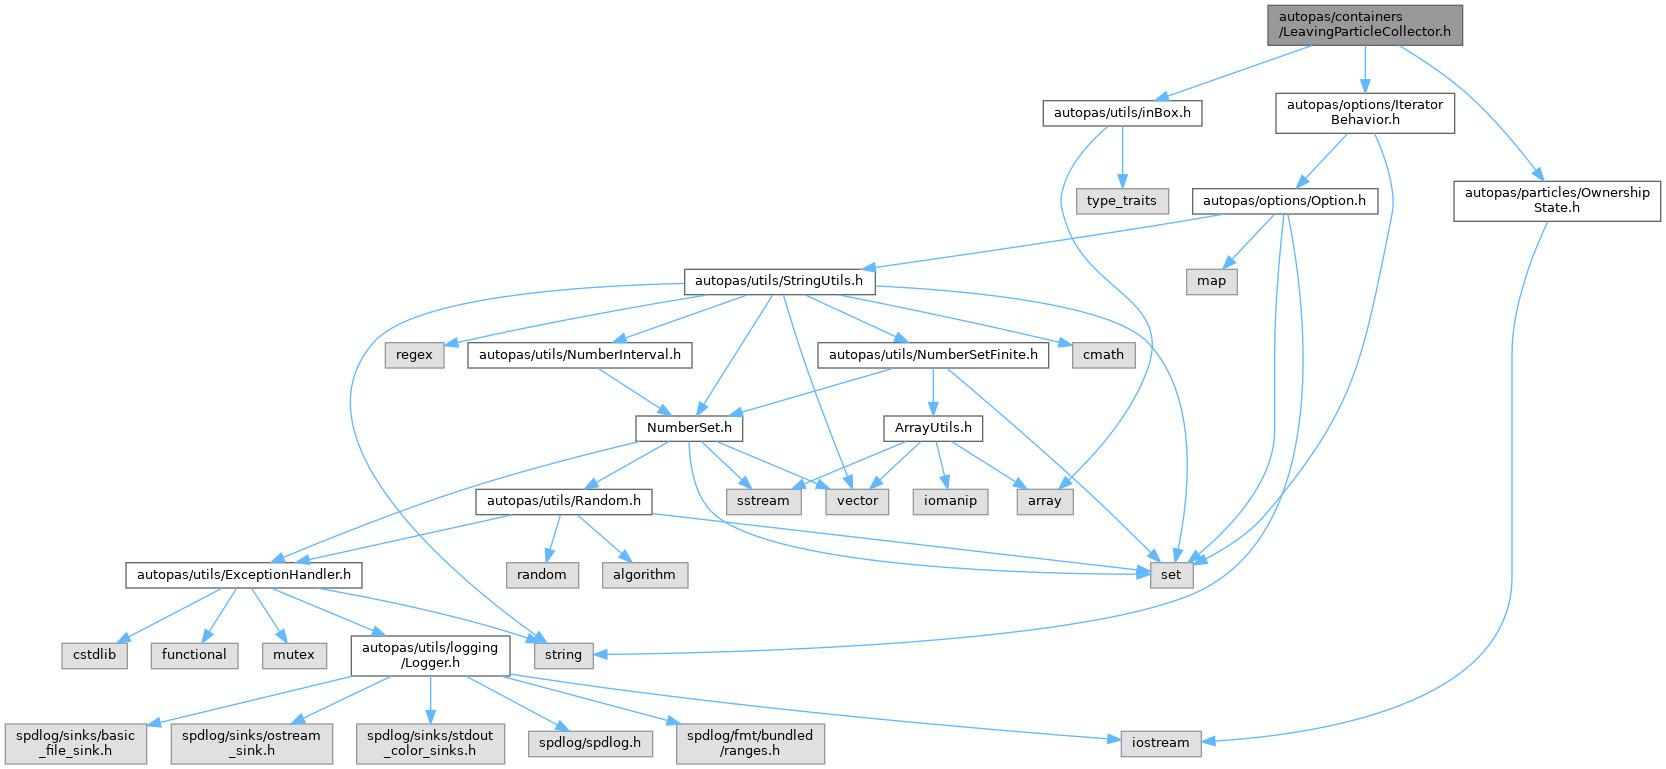 autopas/containers
/LeavingParticleCollector.h
autopas/utils/inBox.h
autopas/options/Iterator
Behavior.h
type_traits
autopas/options/Option.h
autopas/particles/Ownership
State.h
autopas/utils/StringUtils.h
map
regex
autopas/utils/NumberInterval.h
autopas/utils/NumberSetFinite.h
cmath
NumberSet.h
ArrayUtils.h
autopas/utils/Random.h
sstream
vector
iomanip
array
autopas/utils/ExceptionHandler.h
random
algorithm
set
cstdlib
functional
mutex
autopas/utils/logging
/Logger.h
string
spdlog/sinks/basic
_file_sink.h
spdlog/sinks/ostream
_sink.h
spdlog/sinks/stdout
_color_sinks.h
spdlog/spdlog.h
spdlog/fmt/bundled
/ranges.h
iostream